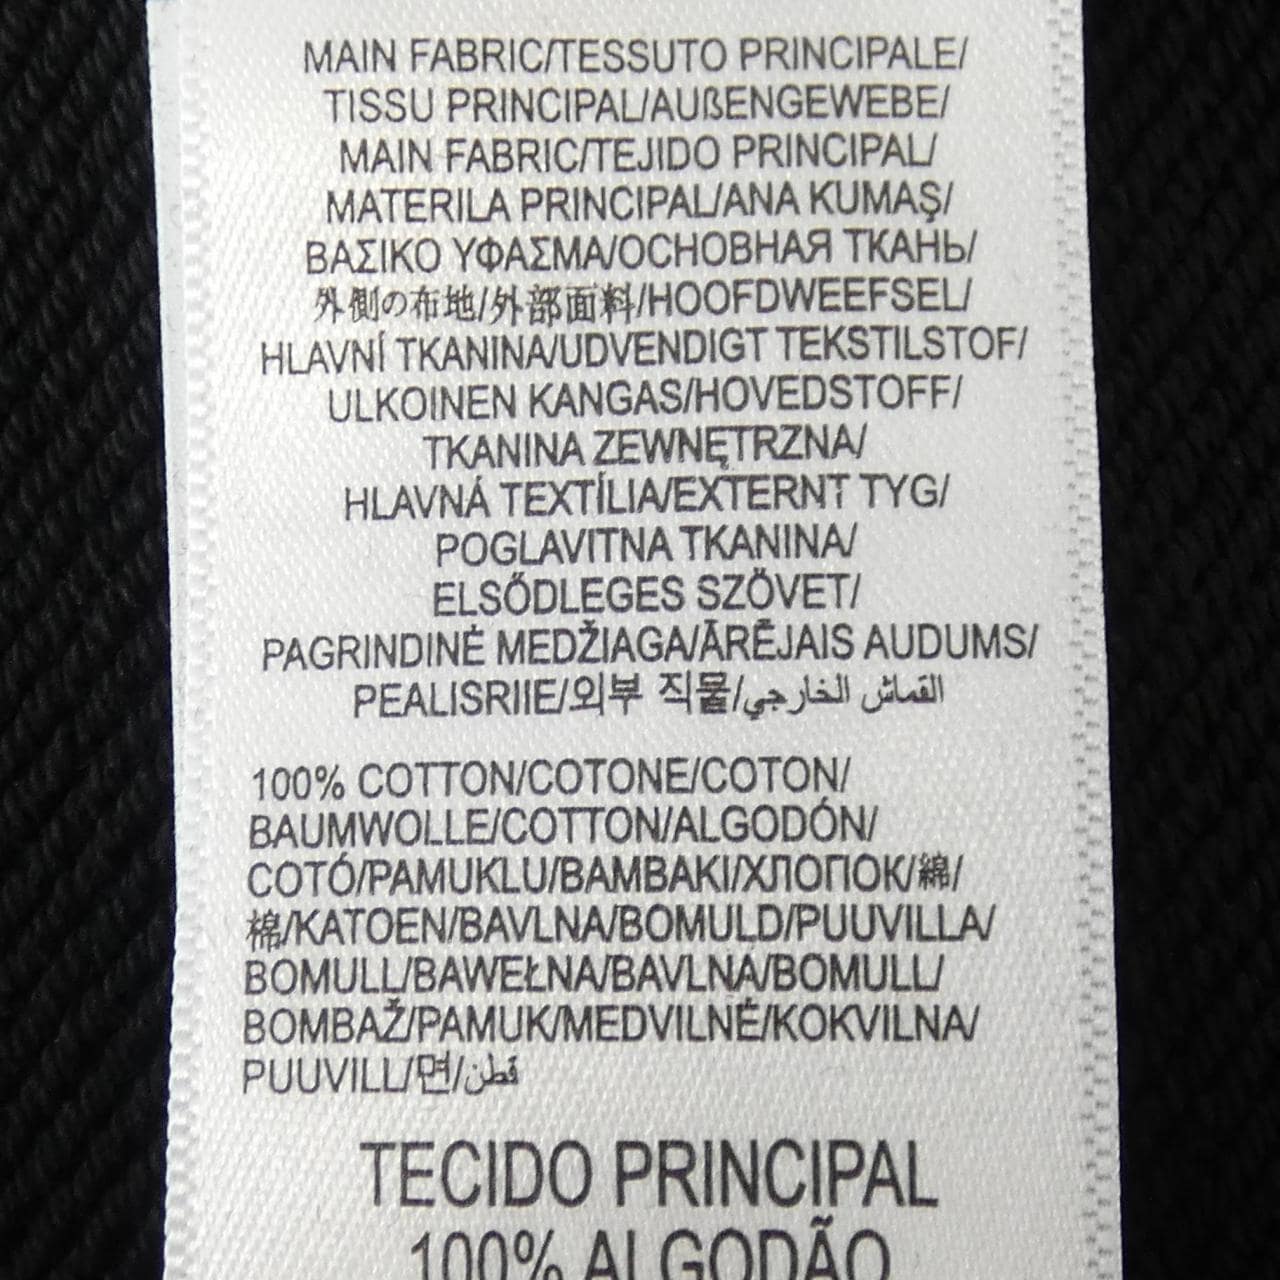 MAIN FABRIC/TESSUTO PRINCIPALE/
TISSU PRINCIPAL/AUßENGEWEBE/
MAIN FABRIC/TEJIDO PRINCIPAL/
MATERILA PRINCIPAL/ANA KUMAŞ/
ΒΑΣΙΚΟ ΥΦΑΣΜΑ/ОСНОВНАЯ ТКАНЬ/
外側の布地/外部面料/HOOFDWEEFSEL/
HLAVNÍ TKANINA/UDVENDIGT TEKSTILSTOF/
ULKOINEN KANGAS/HOVEDSTOFF/
TKANINA ZEWNĘTRZNA/
HLAVNÁ TEXTÍLIA/EXTERNT TYG/
POGLAVITNA TKANINA/
ELSŐDLEGES SZÖVET/
PAGRINDINĖ MEDŽIAGA/ĀRĒJAIS AUDUMS/
PEALISRIIE/외부 직물/القماش الخارجي
100% COTTON/COTONE/COTON/
BAUMWOLLE/COTTON/ALGODÓN/
COTÓ/PAMUKLU/ΒΑΜΒΑΚΙ/ХЛОПОК/綿/
棉/KATOEN/BAVLNA/BOMULD/PUUVILLA/
BOMULL/BAWEŁNA/BAVLNA/BOMULL/
BOMBAŽ/PAMUK/MEDVILNĖ/KOKVILNA/
PUUVILL/면/قطن
TECIDO PRINCIPAL
100% ALGODÃO